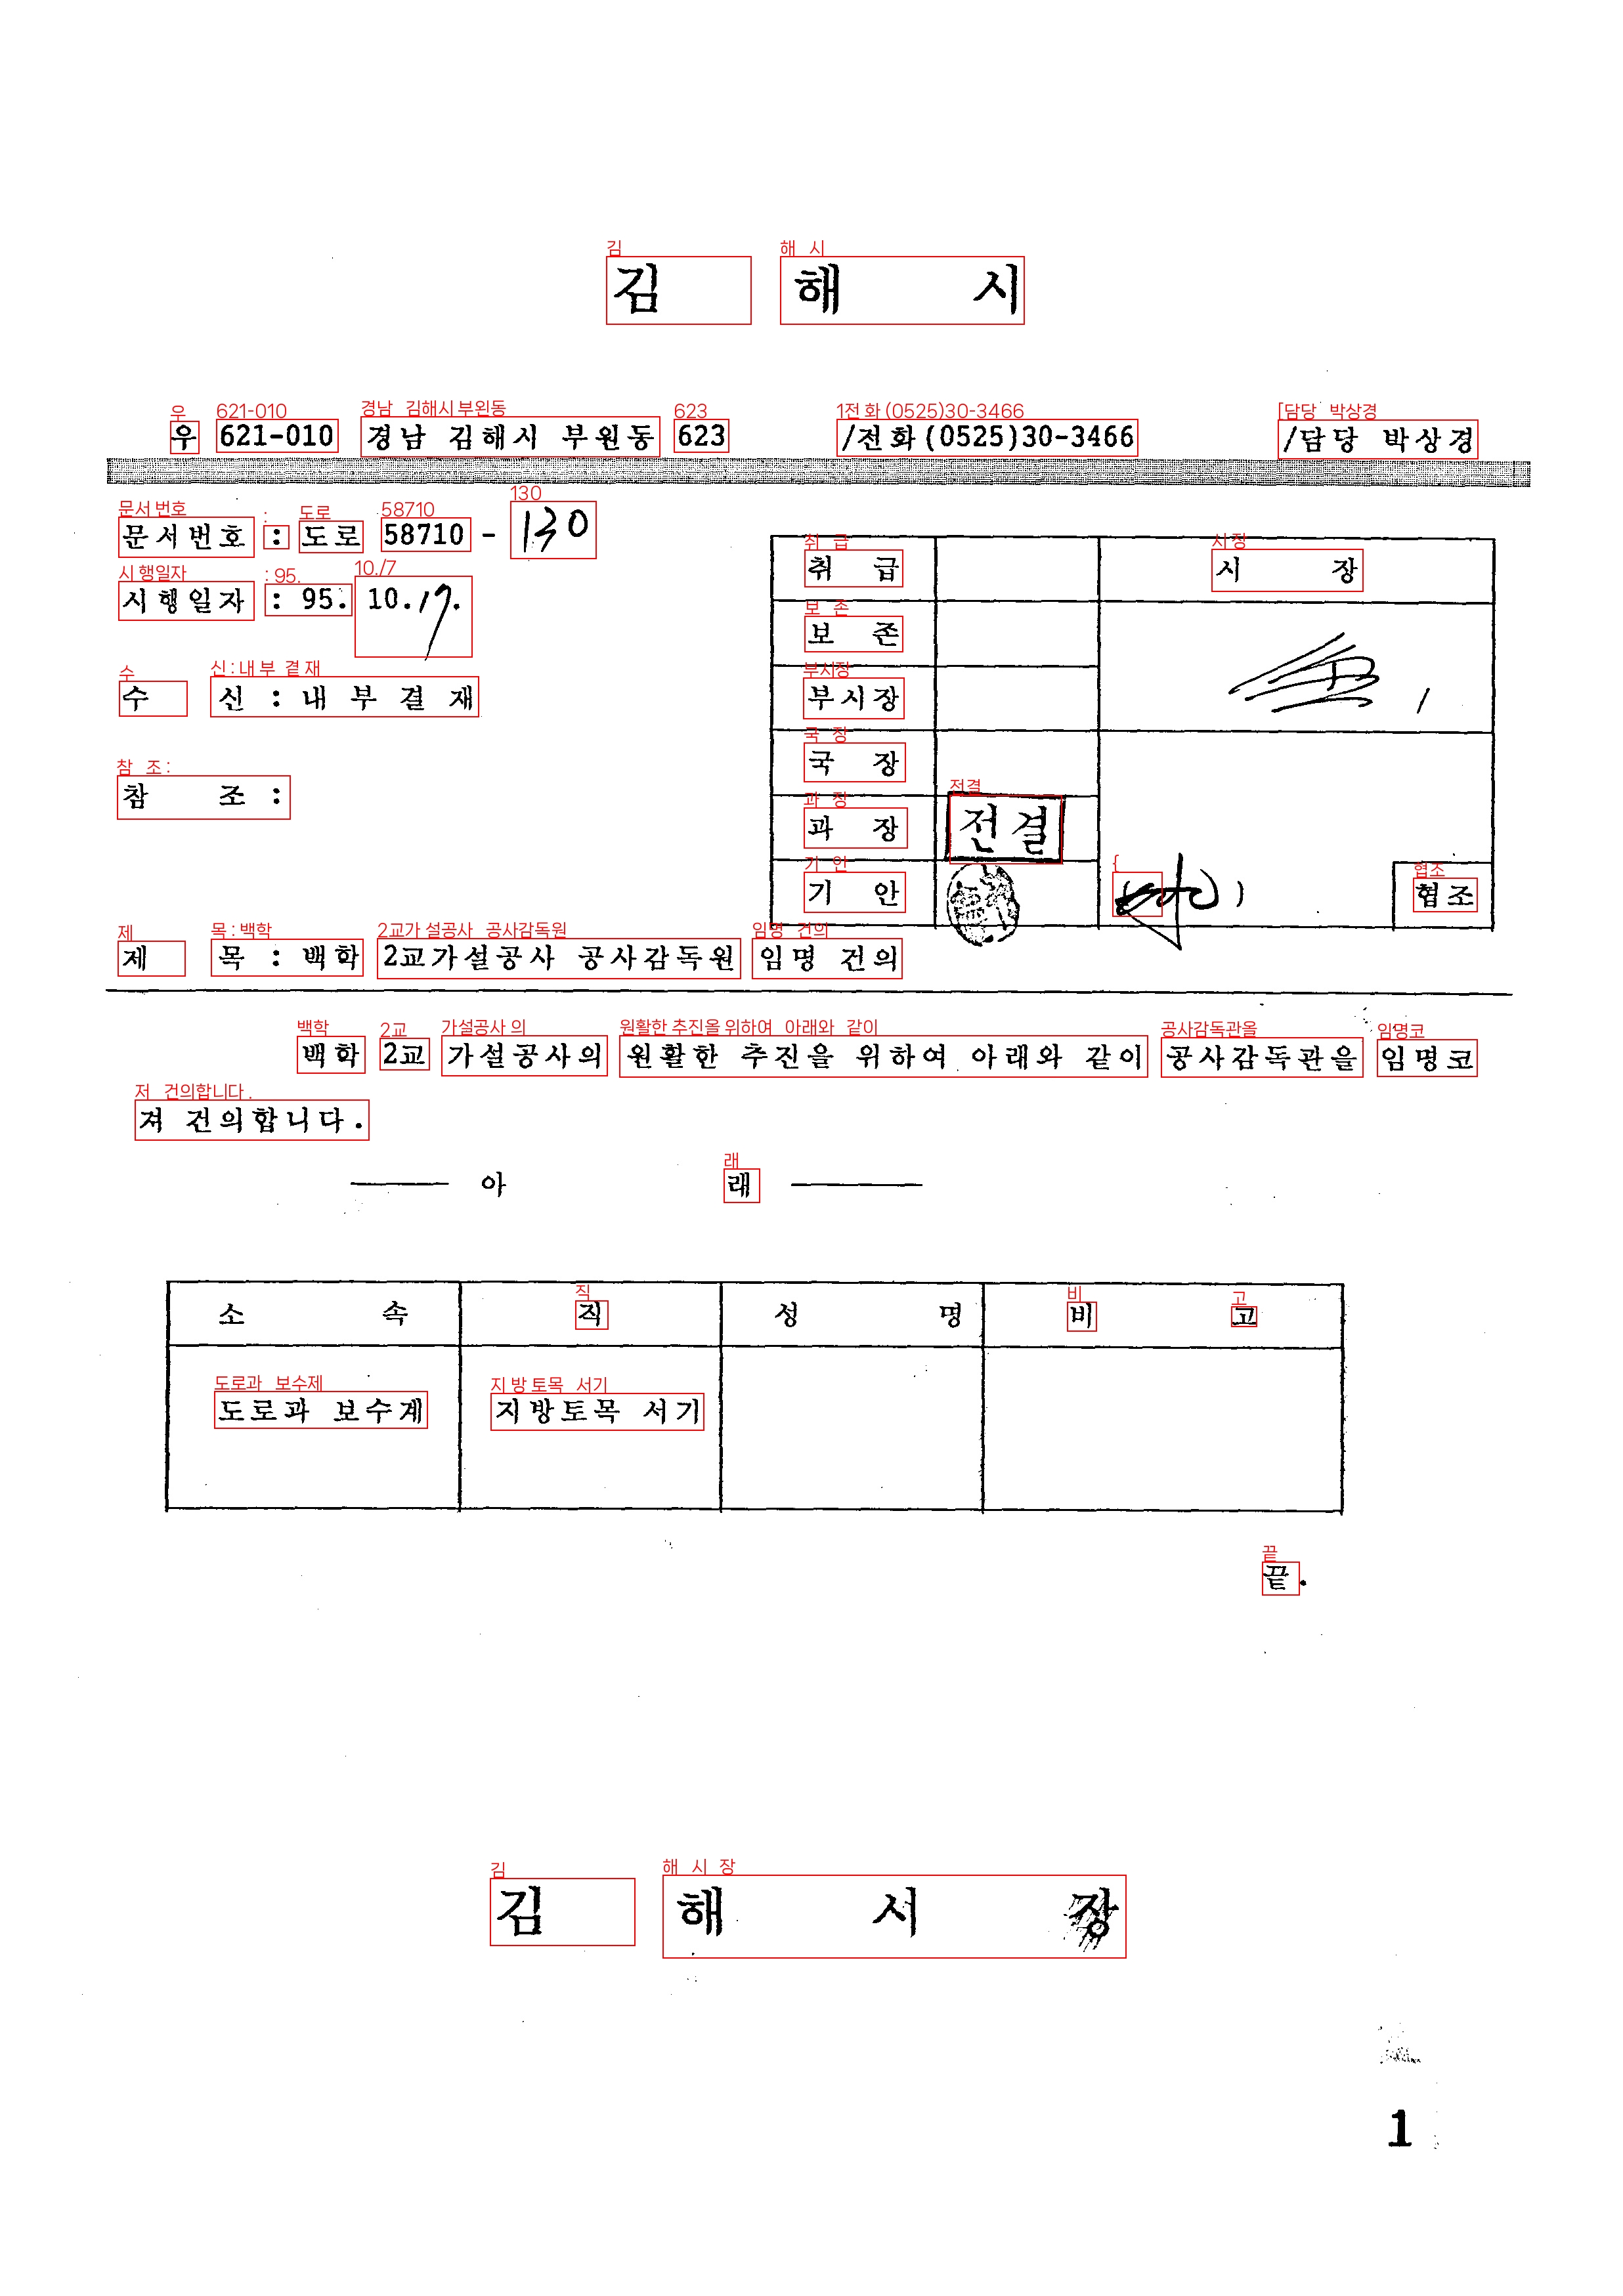 김 해 시
우 621-010 경남 김해시 부원동 623 /전화(0525)30-3466 /담당 박상경
문서번호 : 도로 58710 - 130
시행일자 : 95. 10.17.
수 신 : 내 부 결 재
참 조 :
취 급 시 장
보 존
부시장
국 장
과 장 전결
기 안 협조
제 목 : 백학 2교가설공사 공사감독원 임명 건의
백학 2교 가설공사의 원활한 추진을 위하여 아래와 같이 공사감독관을 임명코
져 건의합니다.
아 래
소 속 직 성 명 비 고
도로과 보수계 지방토목 서기
끝.
김 해 시 장
1